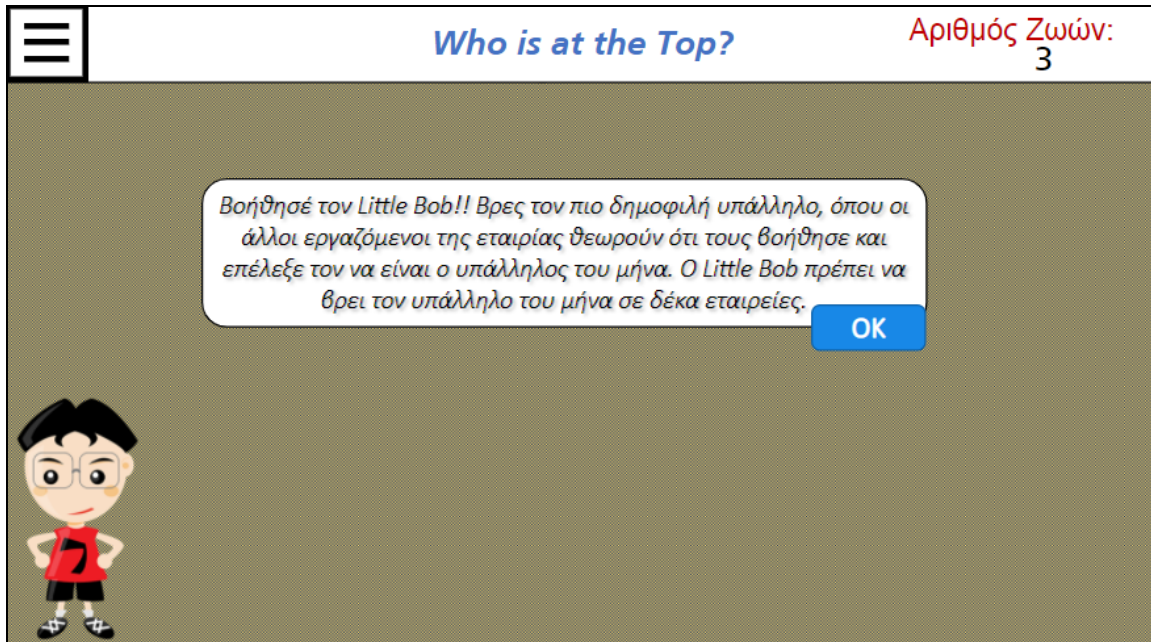 Who is at the Top?
Αριθμός Ζωών:
3
Βοήθησέ τον Little Bob!! Βρες τον πιο δημοφιλή υπάλληλο, όπου οι
άλλοι εργαζόμενοι της εταιρίας θεωρούν ότι τους βοήθησε και
επέλεξε τον να είναι ο υπάλληλος του μήνα. Ο Little Bob πρέπει να
βρει τον υπάλληλο του μήνα σε δέκα εταιρείες.
OK